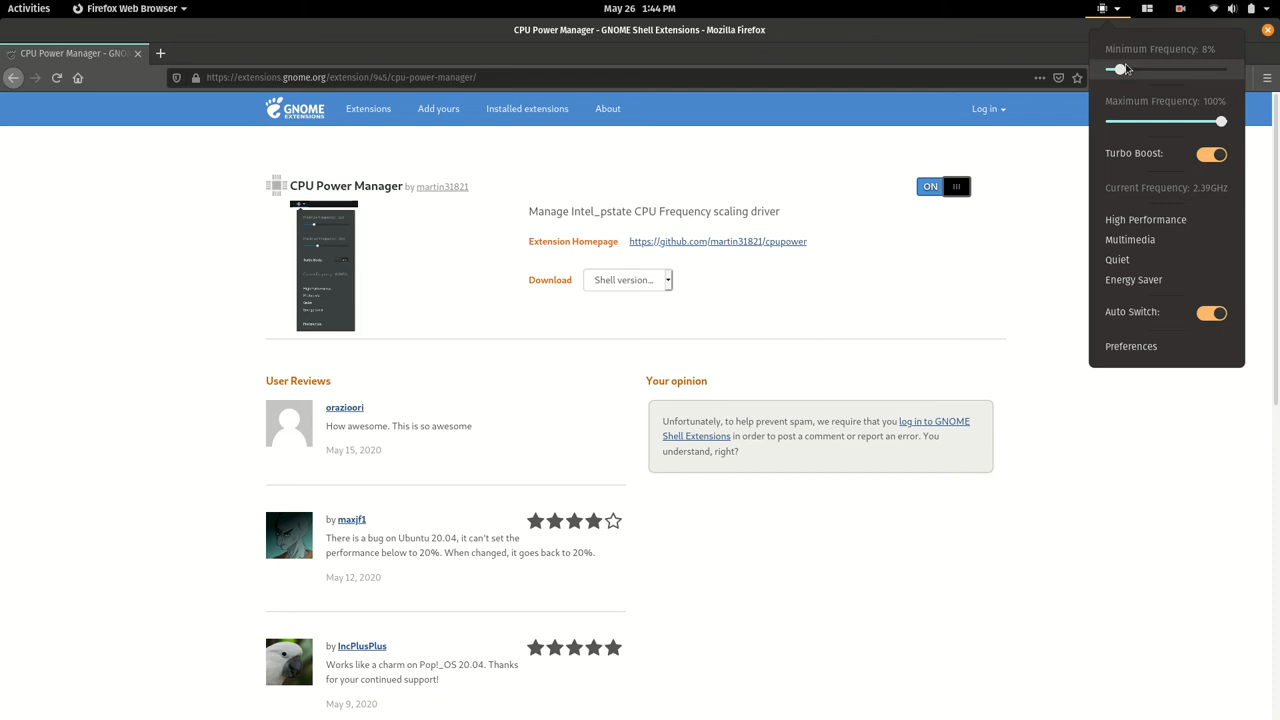 Activities
Firefox Web Browser
May 26 1:44 PM
CPU Power Manager - GNOME Shell Extensions - Mozilla Firefox
CPU Power Manager - GNO
https://extensions.gnome.org/extension/945/cpu-power-manager/
GNOME
EXTENSIONS
Extensions
Add yours
Installed extensions
About
Log in
Minimum Frequency: 8%
Maximum Frequency: 100%
Turbo Boost:
Current Frequency: 2.39GHz
High Performance
Multimedia
Quiet
Energy Saver
Auto Switch:
Preferences
CPU Power Manager by martin31821
ON
Manage Intel_pstate CPU Frequency scaling driver
Extension Homepage https://github.com/martin31821/cpupower
Download Shell version...
User Reviews
orazioori
How awesome. This is so awesome
May 15, 2020
by maxjf1
There is a bug on Ubuntu 20.04, it can't set the
performance below to 20%. When changed, it goes back to 20%.
May 12, 2020
by IncPlusPlus
Works like a charm on Pop!_OS 20.04. Thanks
for your continued support!
May 9, 2020
Your opinion
Unfortunately, to help prevent spam, we require that you log in to GNOME
Shell Extensions in order to post a comment or report an error. You
understand, right?